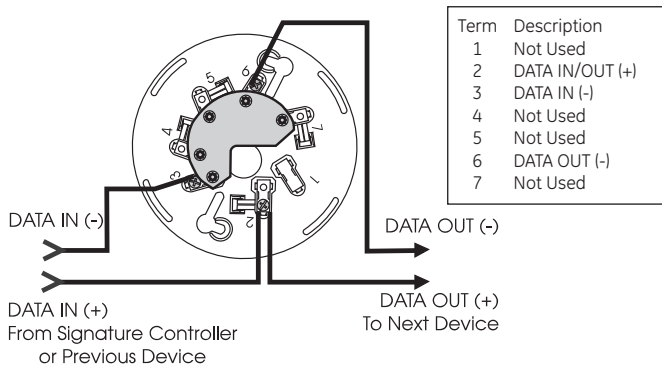 Term Description
1 Not Used
2 DATA IN/OUT (+)
3 DATA IN (-)
4 Not Used
5 Not Used
6 DATA OUT (-)
7 Not Used
6
5
7
4
3
1
2
DATA IN (-)
DATA OUT (-)
DATA IN (+)
From Signature Controller
or Previous Device
DATA OUT (+)
To Next Device